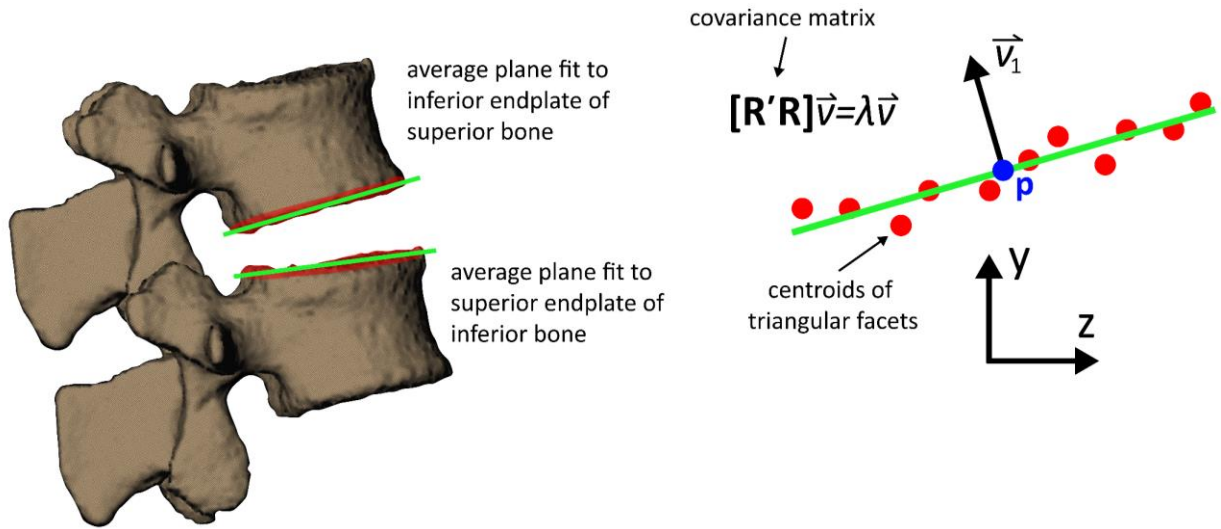 average plane fit to
inferior endplate of
superior bone
average plane fit to
superior endplate of
inferior bone
covariance matrix
[R'R]v⃗=λv⃗
v⃗₁
p
centroids of
triangular facets
y
z